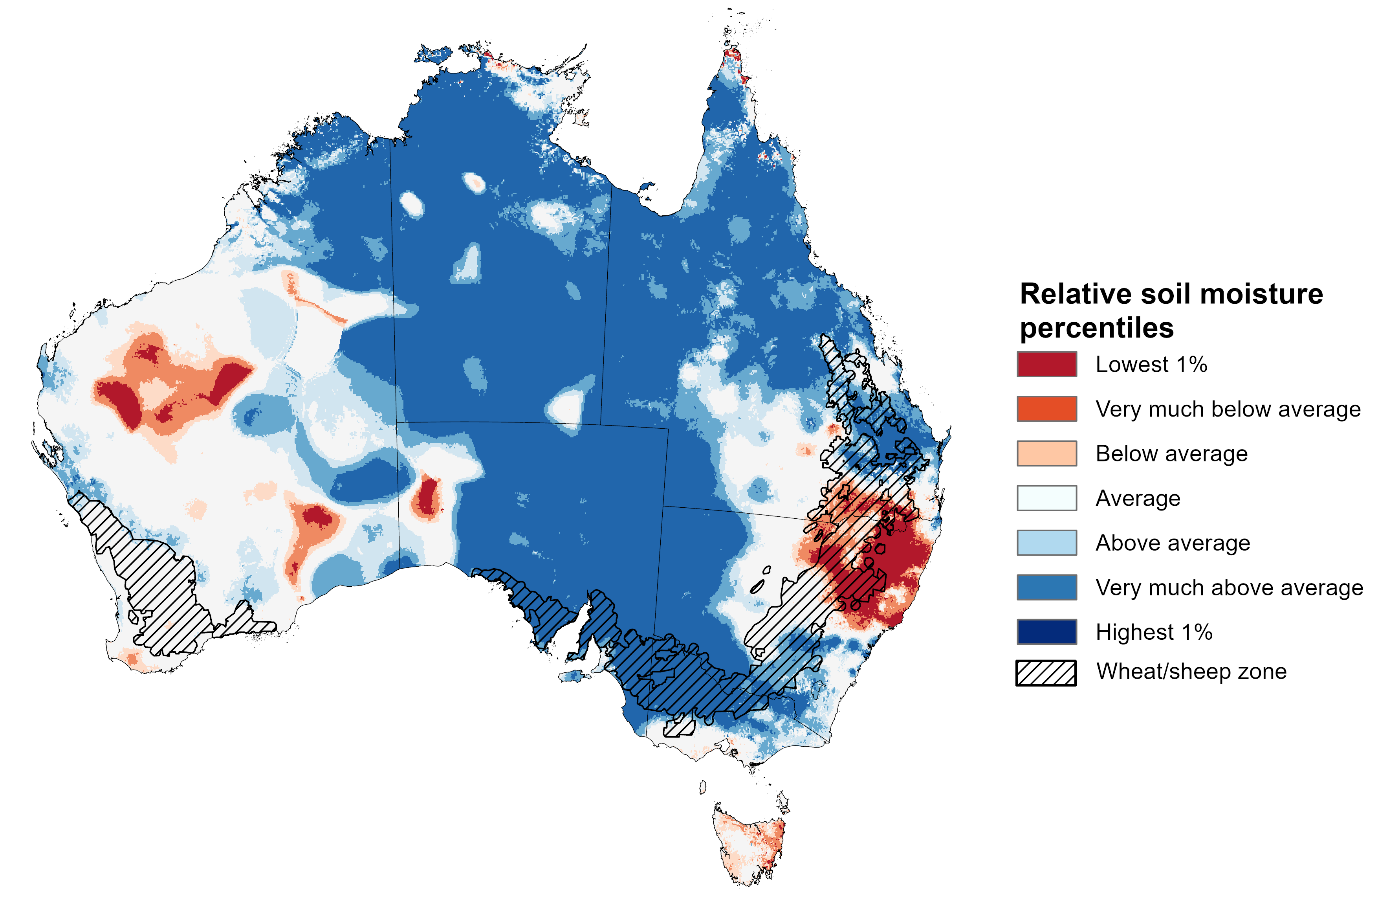 Relative soil moisture
percentiles
Lowest 1%
Very much below average
Below average
Average
Above average
Very much above average
Highest 1%
Wheat/sheep zone